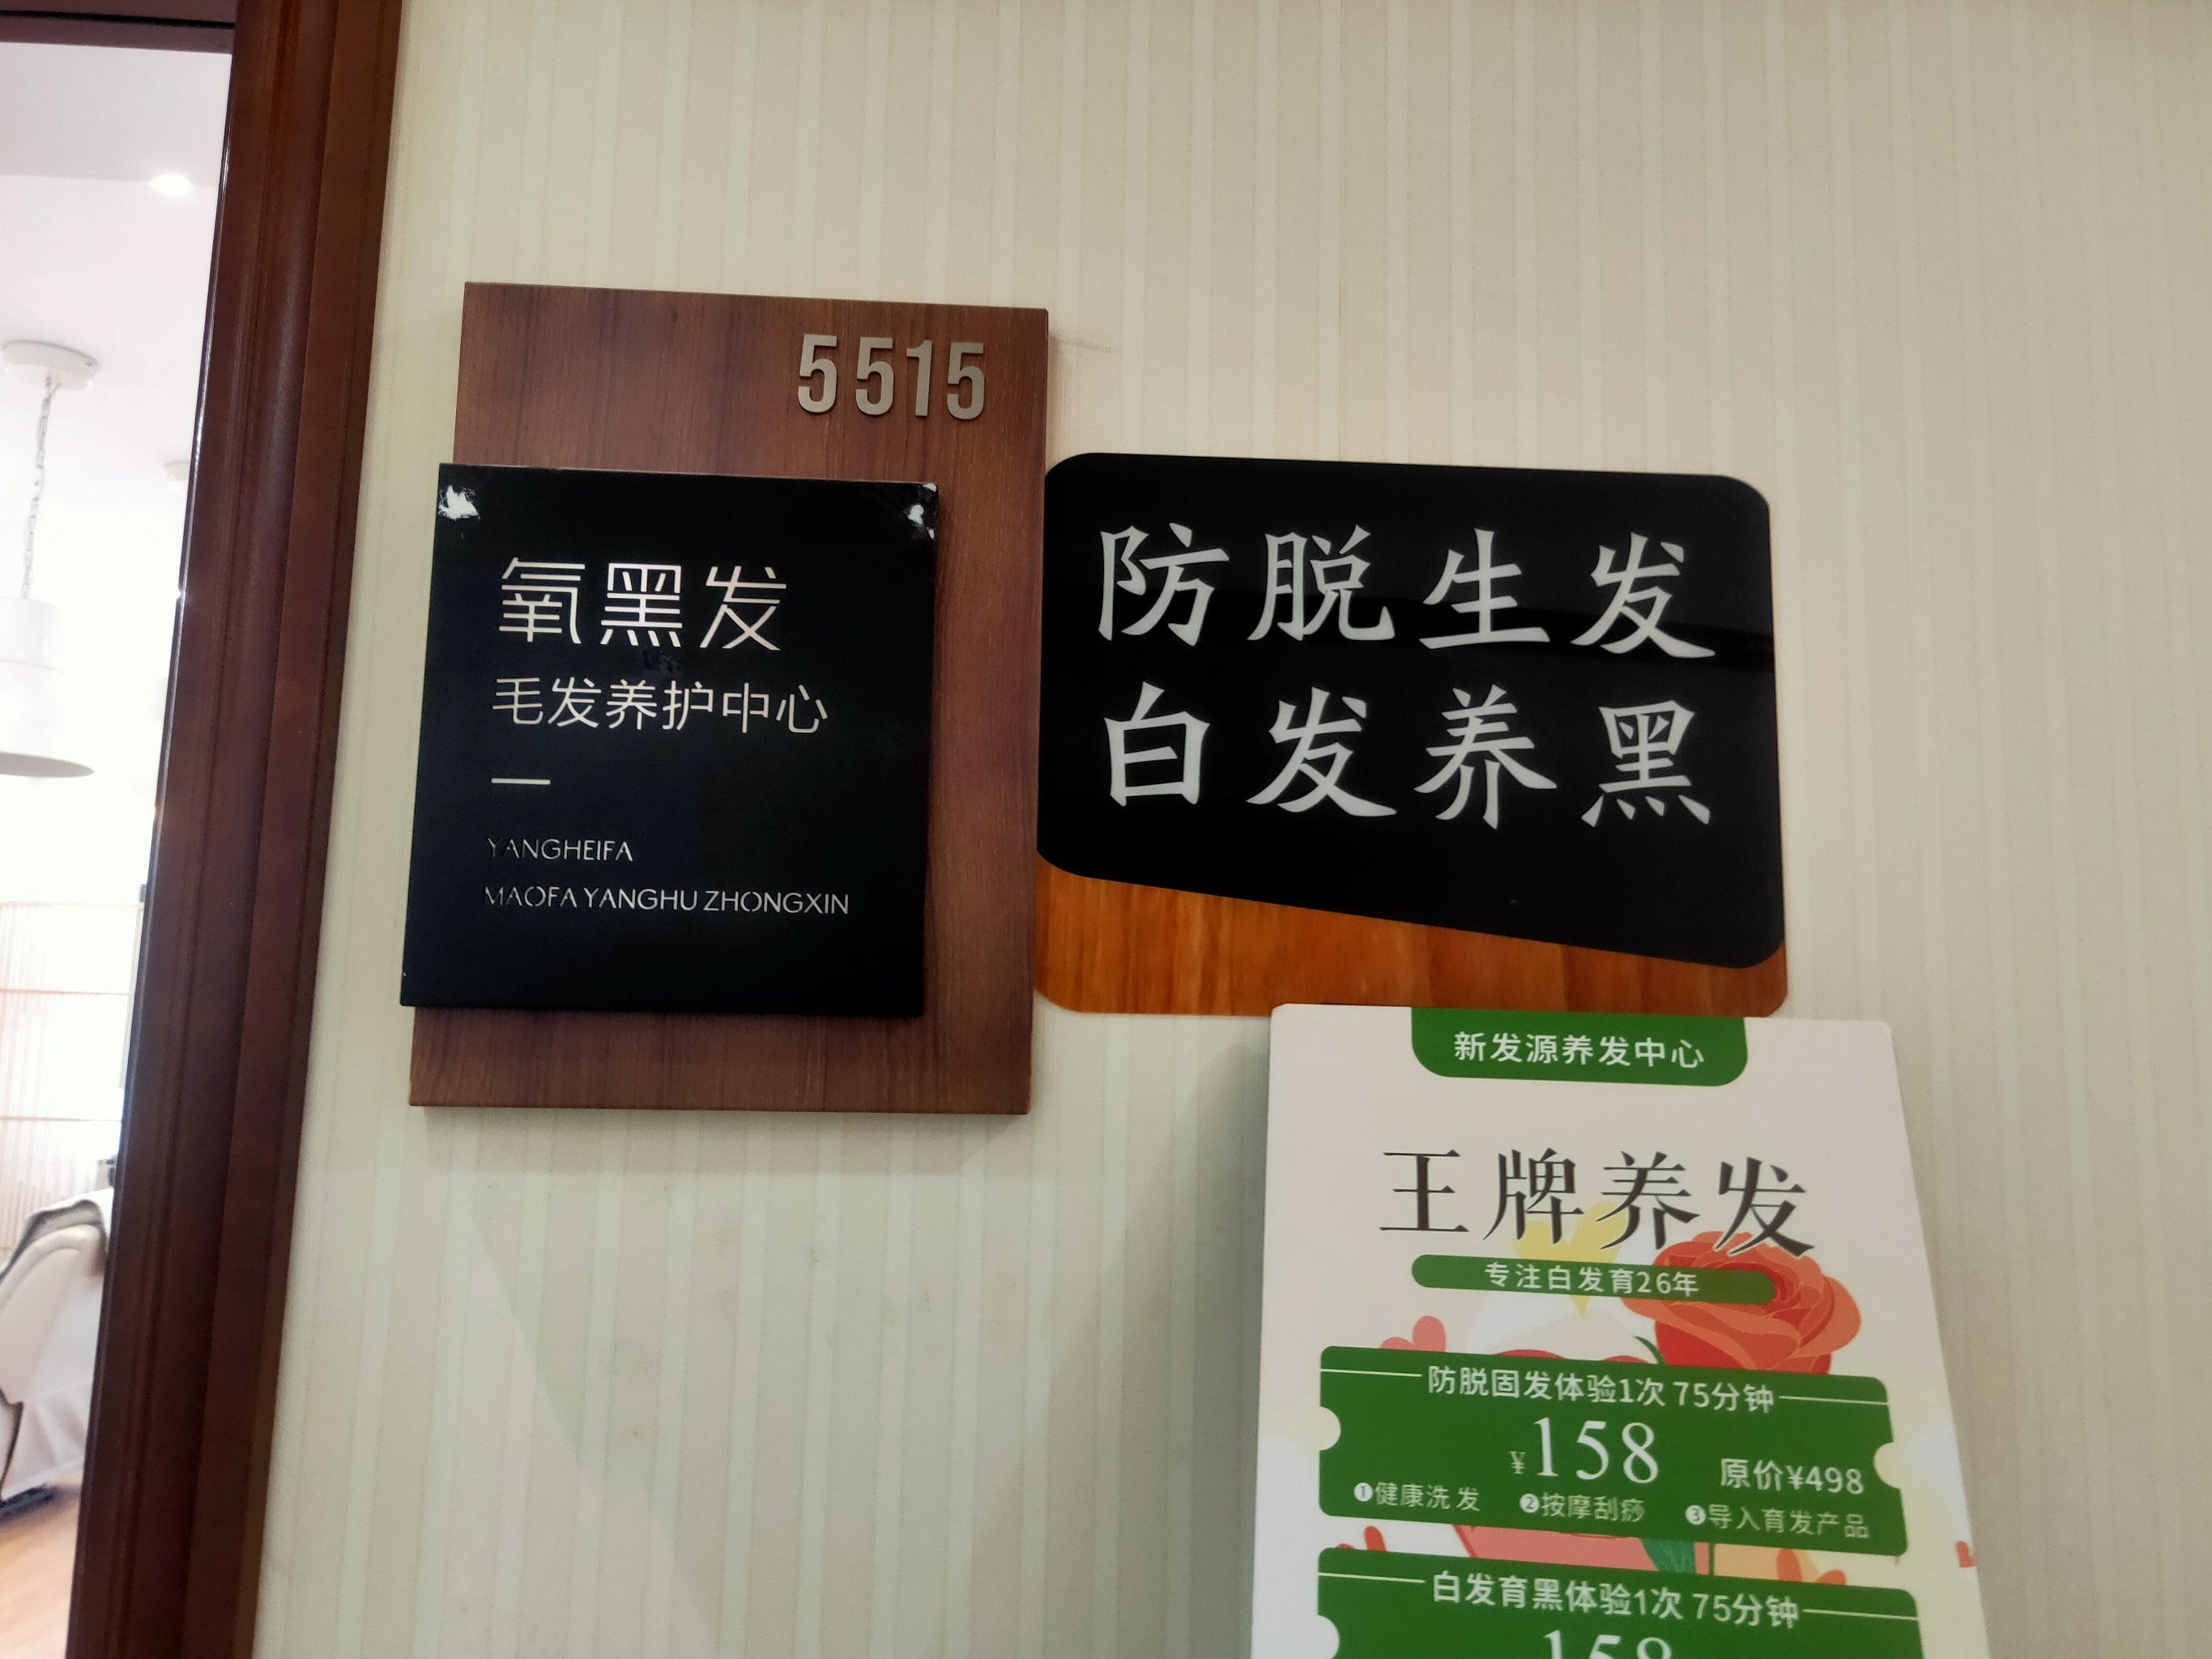 5515
氧黑发
毛发养护中心
YANGHEIFA
MAOFA YANGHU ZHONGXIN
防脱生发
白发养黑
新发源养发中心
王牌养发
专注白发育26年
防脱固发体验1次 75分钟
¥158 原价¥498
❶健康洗发 ❷按摩刮痧 ❸导入育发产品
白发育黑体验1次 75分钟
158